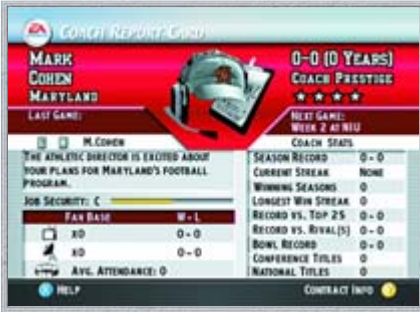 EA
COACH REPORT CARD
MARK
COHEN
MARYLAND
0-0 (0 YEARS)
COACH PRESTIGE
LAST GAME:
NEXT GAME:
WEEK 2 AT NIU
M.COHEN
THE ATHLETIC DIRECTOR IS EXCITED ABOUT
YOUR PLANS FOR MARYLAND'S FOOTBALL
PROGRAM.
JOB SECURITY: C
FAN BASE W - L
X0 0 - 0
X0 0 - 0
AVG. ATTENDANCE: 0
COACH STATS
SEASON RECORD 0 - 0
CURRENT STREAK NONE
WINNING SEASONS 0
LONGEST WIN STREAK 0
RECORD VS. TOP 25 0 - 0
RECORD VS. RIVAL(S) 0 - 0
BOWL RECORD 0 - 0
CONFERENCE TITLES 0
NATIONAL TITLES 0
HELP
CONTRACT INFO